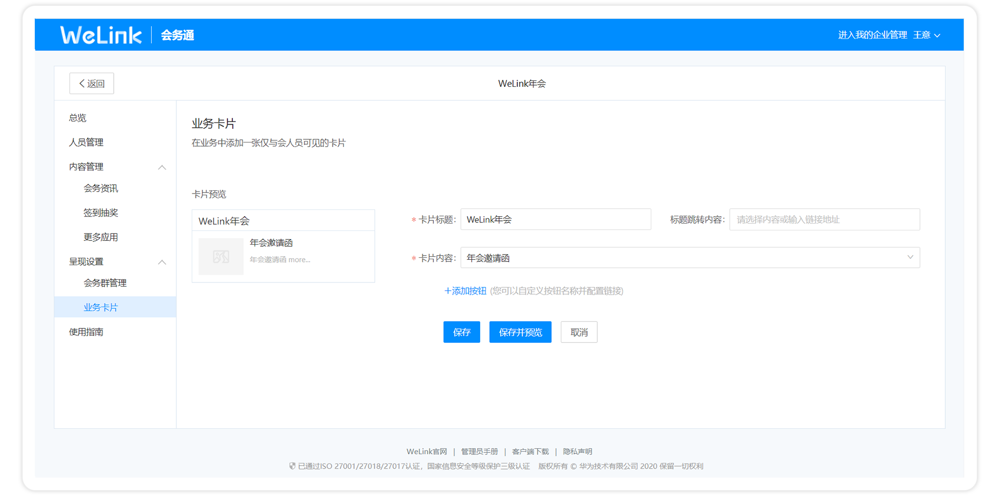 WeLink | 会务通
进入我的企业管理 王意
返回
WeLink年会
总览
人员管理
内容管理
会务资讯
签到抽奖
更多应用
呈现设置
会务群管理
业务卡片
使用指南
业务卡片
在业务中添加一张仅与会人员可见的卡片
卡片预览
WeLink年会
年会邀请函
年会邀请函 more...
* 卡片标题: WeLink年会
标题跳转内容: 请选择内容或输入链接地址
* 卡片内容: 年会邀请函
+添加按钮 (您可以自定义按钮名称并配置链接)
保存 保存并预览 取消
WeLink官网 | 管理员手册 | 客户端下载 | 隐私声明
已通过ISO 27001/27018/27017认证，国家信息安全等级保护三级认证 版权所有 © 华为技术有限公司 2020 保留一切权利